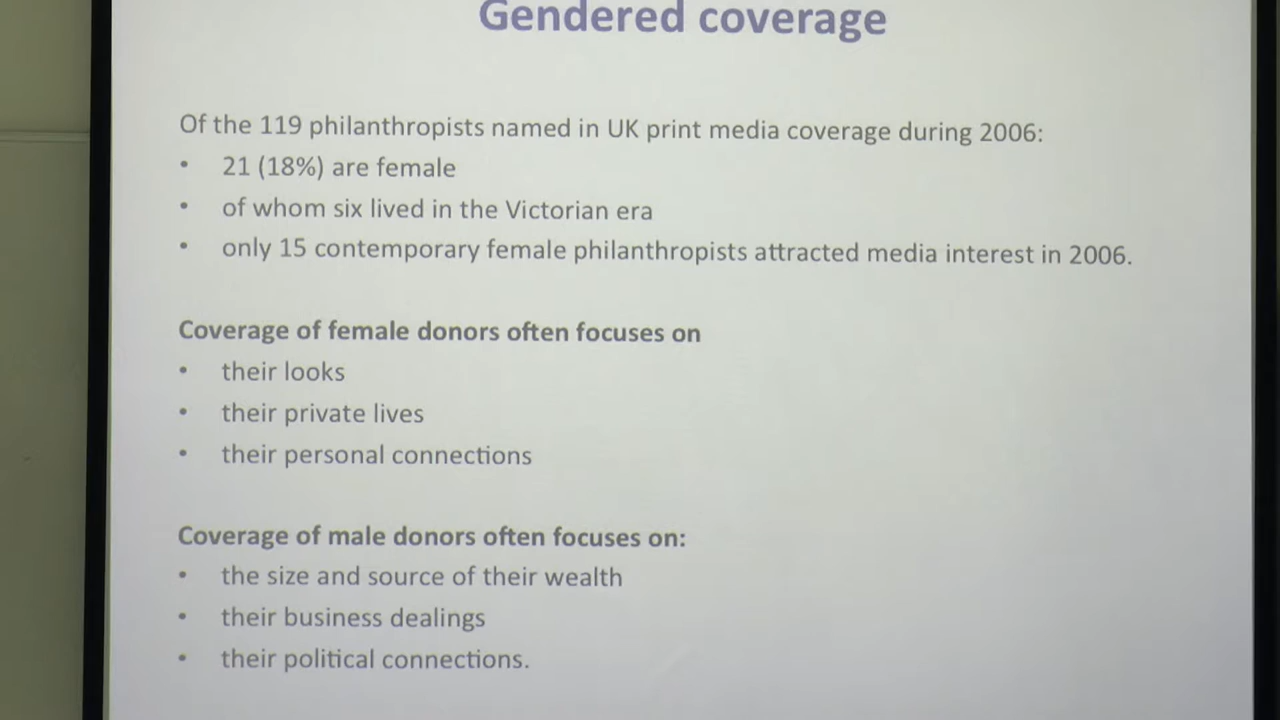 Gendered coverage
Of the 119 philanthropists named in UK print media coverage during 2006:
• 21 (18%) are female
• of whom six lived in the Victorian era
• only 15 contemporary female philanthropists attracted media interest in 2006.
Coverage of female donors often focuses on
• their looks
• their private lives
• their personal connections
Coverage of male donors often focuses on:
• the size and source of their wealth
• their business dealings
• their political connections.